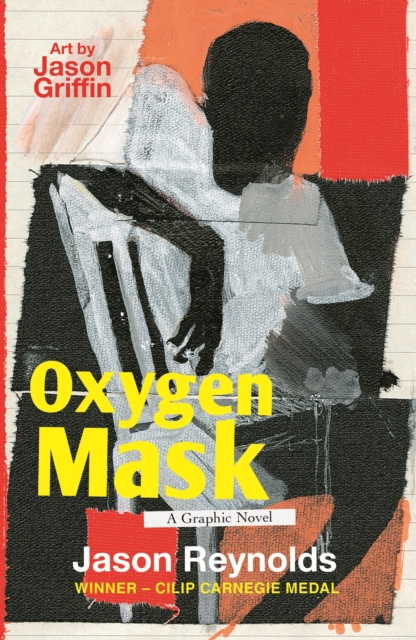 Art by
Jason
Griffin
Oxygen
Mask
A Graphic Novel
Jason Reynolds
WINNER – CILIP CARNEGIE MEDAL